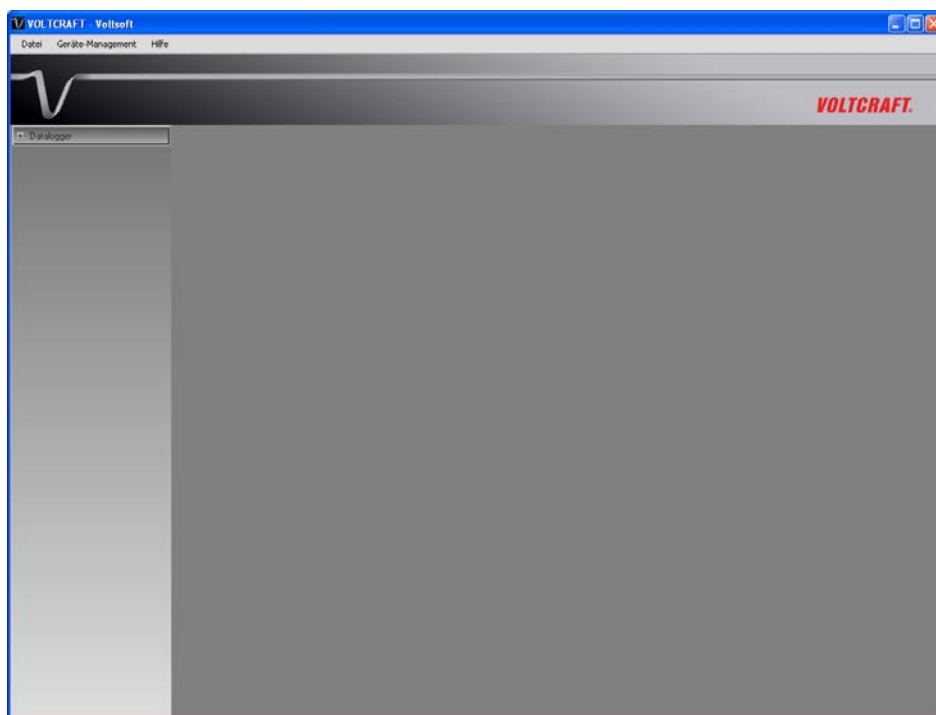 VOLTCRAFT - Voltsoft
Datei Geräte-Management Hilfe
VOLTCRAFT.
Datalogger